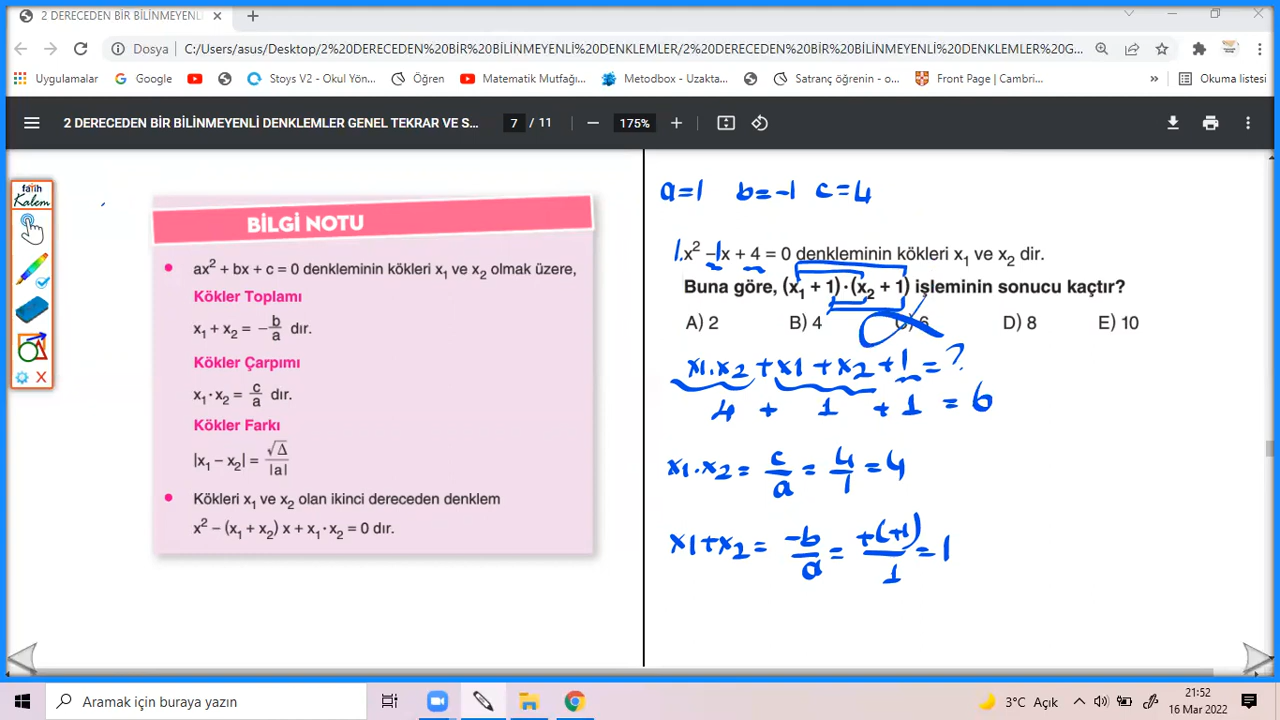 2 DERECEDEN BİR BİLİNMEYENLİ
Dosya C:/Users/asus/Desktop/2%20DERECEDEN%20BİR%20BİLİNMEYENLİ%20DENKLEMLER/2%20DERECEDEN%20BİR%20BİLİNMEYENLİ%20DENKLEMLER%20G...
Uygulamalar Google Stoys V2 - Okul Yön... Öğren Matematik Mutfağı... Metodbox - Uzakta... Satranç öğrenin - o... Front Page | Cambri... » Okuma listesi
2 DERECEDEN BİR BİLİNMEYENLİ DENKLEMLER GENEL TEKRAR VE S... 7 / 11 — 175% +
fatih
Kalem
BİLGİ NOTU
• ax² + bx + c = 0 denkleminin kökleri x₁ ve x₂ olmak üzere,
Kökler Toplamı
x₁ + x₂ = −b/a dır.
Kökler Çarpımı
x₁·x₂ = c/a dır.
Kökler Farkı
|x₁ − x₂| = √Δ/|a|
• Kökleri x₁ ve x₂ olan ikinci dereceden denklem
x² − (x₁ + x₂) x + x₁·x₂ = 0 dır.
a=1 b=-1 c=4
1.x² −1x + 4 = 0 denkleminin kökleri x₁ ve x₂ dir.
Buna göre, (x₁ + 1)·(x₂ + 1) işleminin sonucu kaçtır?
A) 2 B) 4 C) 6 D) 8 E) 10
x1.x2 + x1 + x2 + 1 = ?
4 + 1 + 1 = 6
x1.x2 = c/a = 4/1 = 4
x1+x2 = -b/a = +(+1)/1 = 1
Aramak için buraya yazın
3°C Açık
21:52
16 Mar 2022